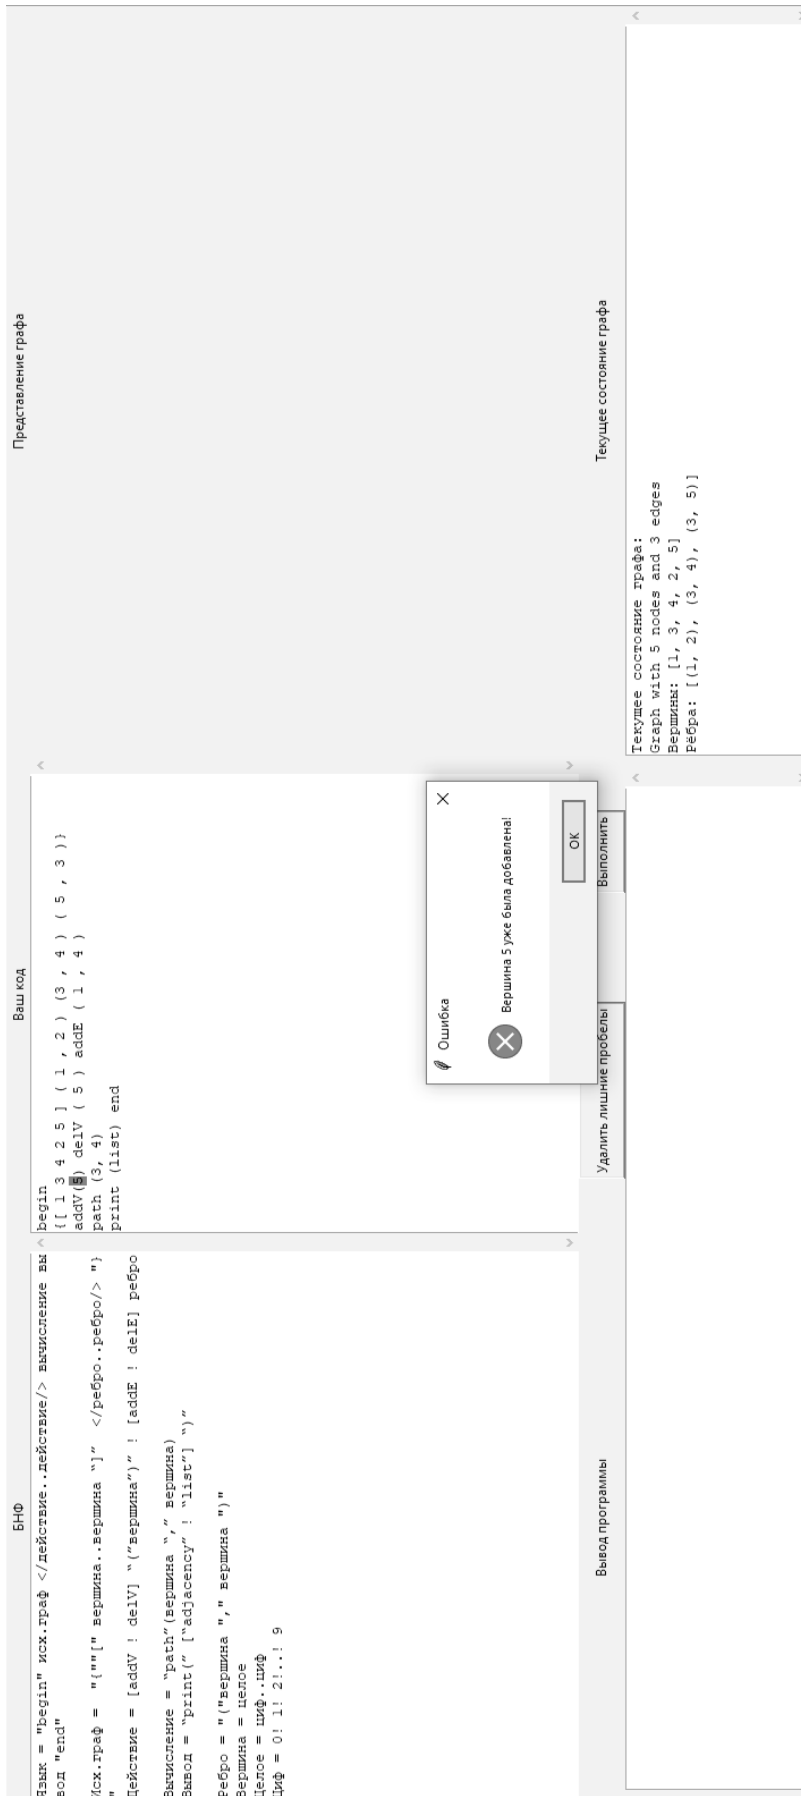 БНФ
Язык = "begin" исх.граф </действие..действие/> вычисление вы
вод "end"
Исх.граф = "{""[" вершина..вершина “]” </ребро..ребро/> "}
"
Действие = [addV ! delV] “(”вершина”)” ! [addE ! delE] ребро
Вычисление = “path”(вершина “,” вершина)
Вывод = “print(” [“adjacency” ! “list”] “)”
Ребро = "("вершина "," вершина ")"
Вершина = целое
Целое = циф..циф
Циф = 0! 1! 2!..! 9
Ваш код
begin
{[ 1 3 4 2 5 ] ( 1 , 2 ) (3 , 4 ) ( 5 , 3 )}
addV(5) delV ( 5 ) addE ( 1 , 4 )
path (3, 4)
print (list) end
Представление графа
Ошибка
Вершина 5 уже была добавлена!
ОК
Удалить лишние пробелы
Выполнить
Вывод программы
Текущее состояние графа
Текущее состояние графа:
Graph with 5 nodes and 3 edges
Вершины: [1, 3, 4, 2, 5]
Рёбра: [(1, 2), (3, 4), (3, 5)]